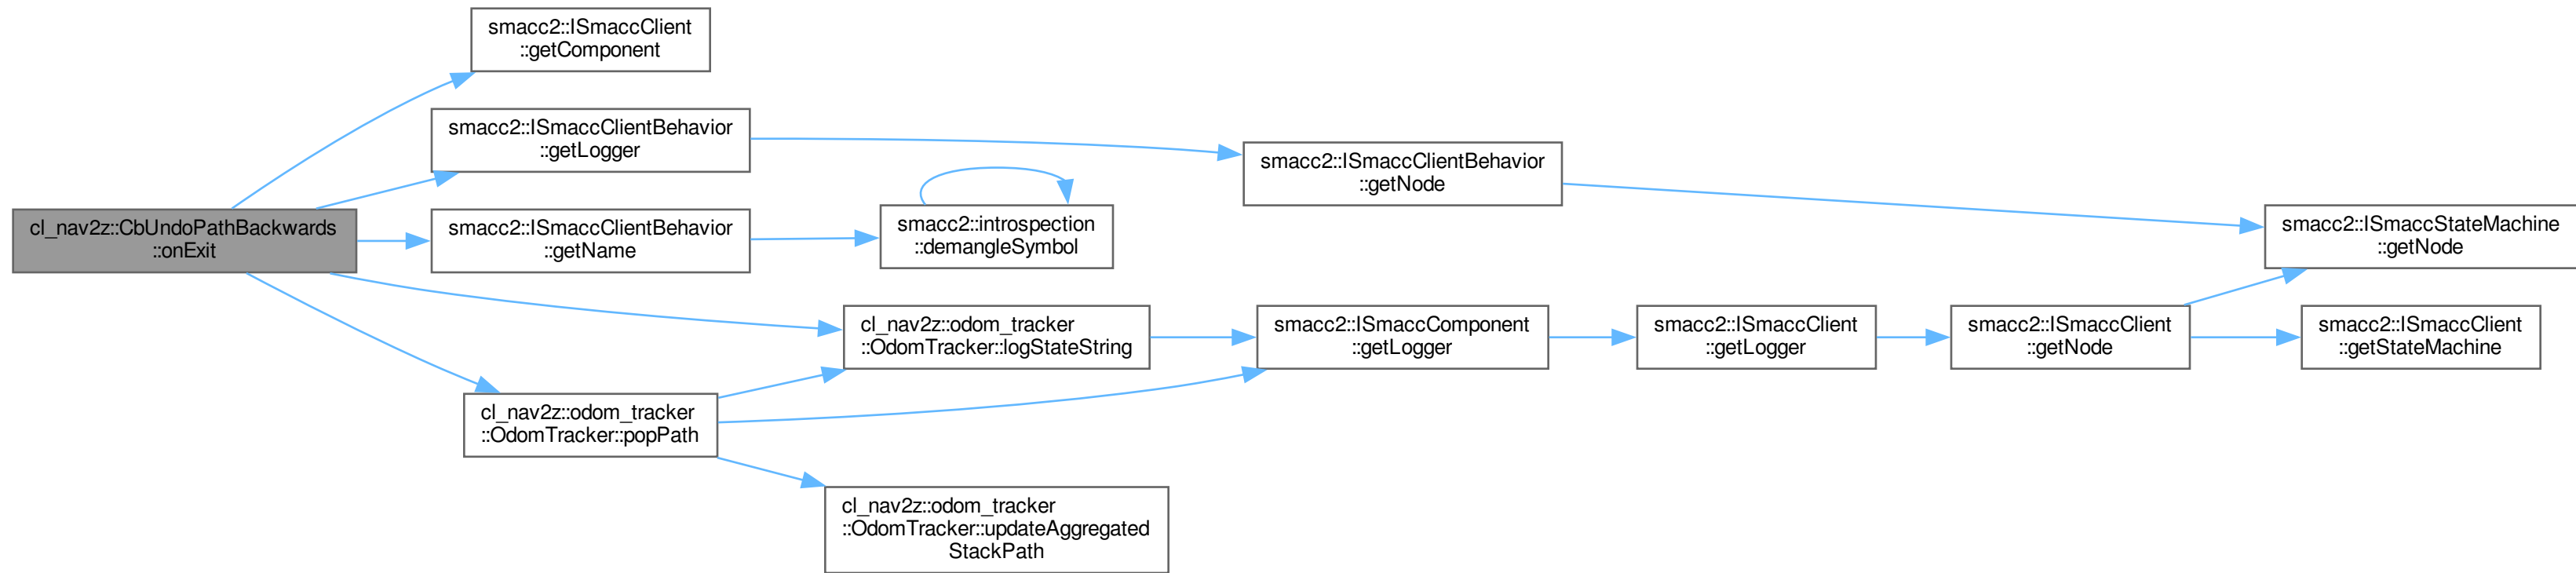 smacc2::ISmaccClient
::getComponent
smacc2::ISmaccClientBehavior
::getLogger
smacc2::ISmaccClientBehavior
::getNode
cl_nav2z::CbUndoPathBackwards
::onExit
smacc2::ISmaccClientBehavior
::getName
smacc2::introspection
::demangleSymbol
smacc2::ISmaccStateMachine
::getNode
cl_nav2z::odom_tracker
::OdomTracker::logStateString
smacc2::ISmaccComponent
::getLogger
smacc2::ISmaccClient
::getLogger
smacc2::ISmaccClient
::getNode
smacc2::ISmaccClient
::getStateMachine
cl_nav2z::odom_tracker
::OdomTracker::popPath
cl_nav2z::odom_tracker
::OdomTracker::updateAggregated
StackPath